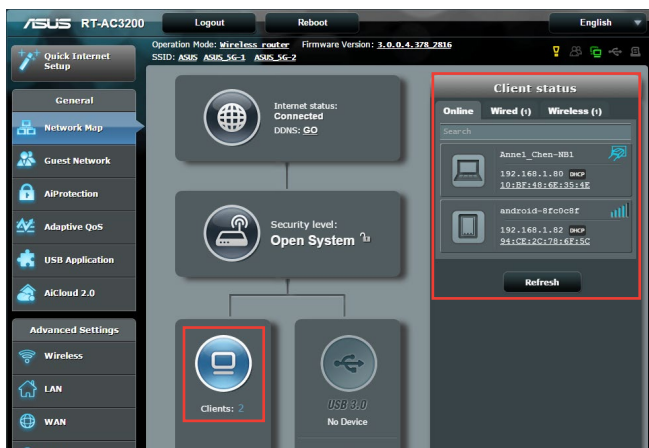 ASUS RT-AC3200
Logout
Reboot
English
Quick Internet
Setup
Operation Mode: Wireless router Firmware Version: 3.0.0.4.378_2816
SSID: ASUS ASUS_5G-1 ASUS_5G-2
General
Network Map
Guest Network
AiProtection
Adaptive QoS
USB Application
AiCloud 2.0
Advanced Settings
Wireless
LAN
WAN
Internet status:
Connected
DDNS: GO
Security level:
Open System
Clients: 2
USB 3.0
No Device
Client status
Online Wired (1) Wireless (1)
Search
Anne1_Chen-NB1
192.168.1.80 DHCP
10:BF:48:6E:35:4E
android-8fc0c8f
192.168.1.82 DHCP
94:CE:2C:78:6F:5C
Refresh